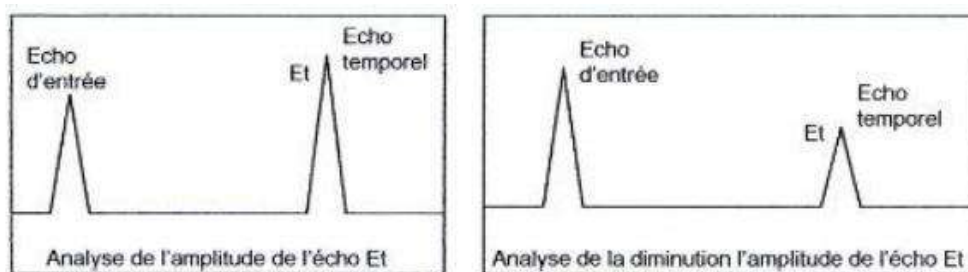 Echo
d'entrée
Et
Echo
temporel
Analyse de l'amplitude de l'écho Et
Echo
d'entrée
Et
Echo
temporel
Analyse de la diminution l'amplitude de l'écho Et